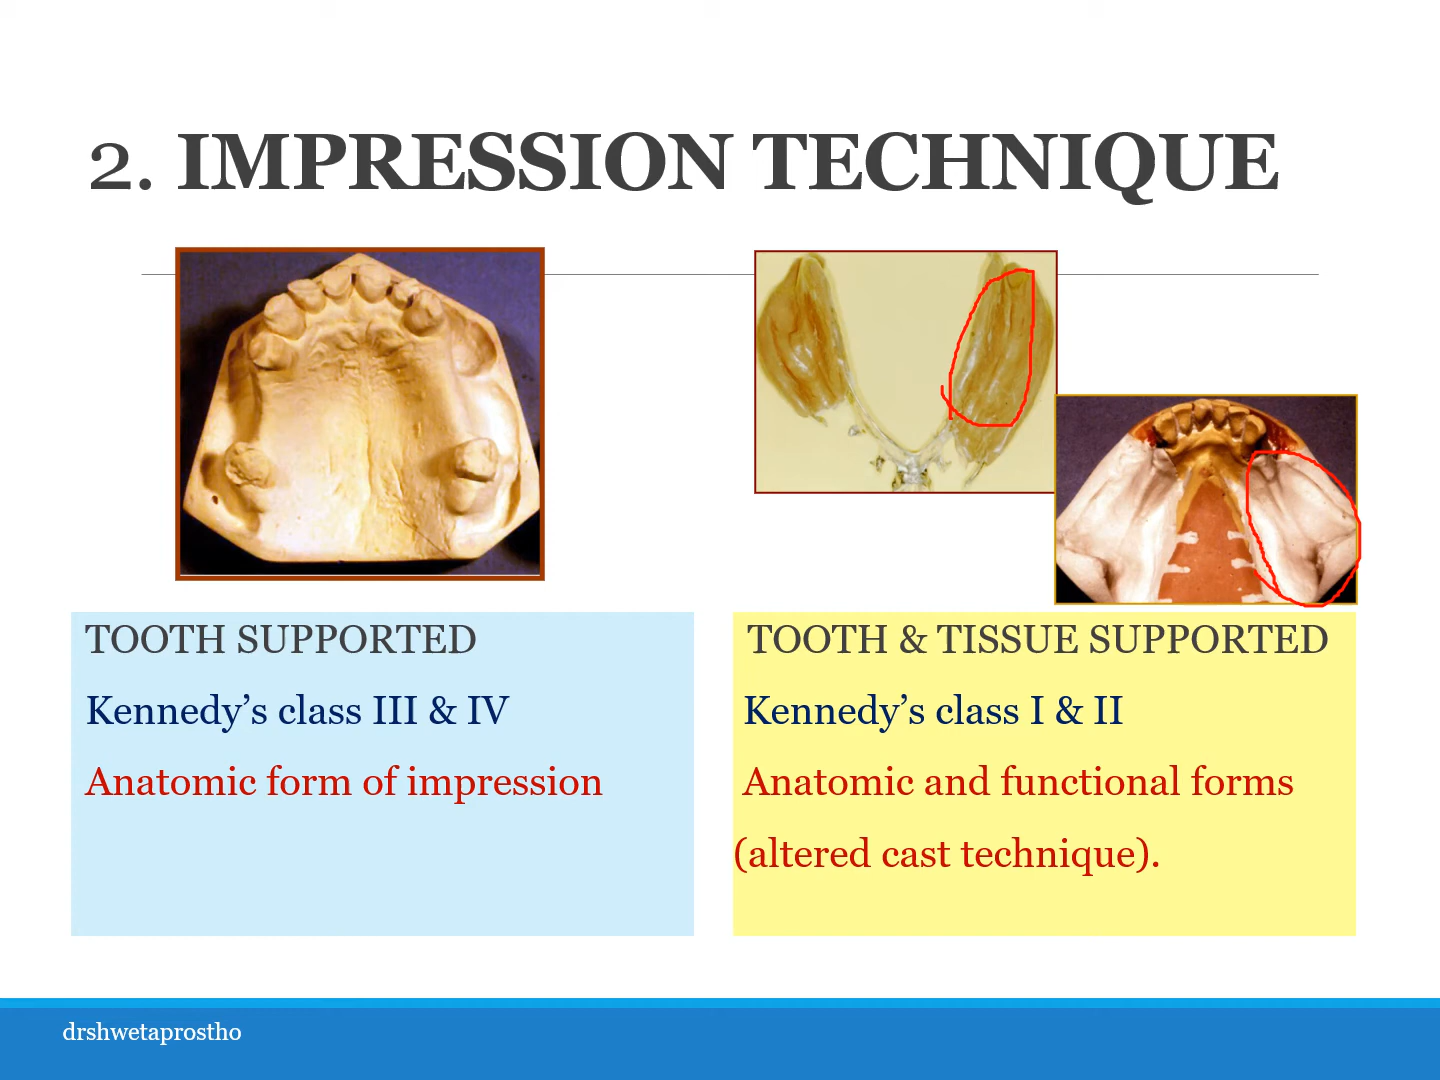 2. IMPRESSION TECHNIQUE
TOOTH SUPPORTED
Kennedy’s class III & IV
Anatomic form of impression
TOOTH & TISSUE SUPPORTED
Kennedy’s class I & II
Anatomic and functional forms
(altered cast technique).
drshwetaprostho